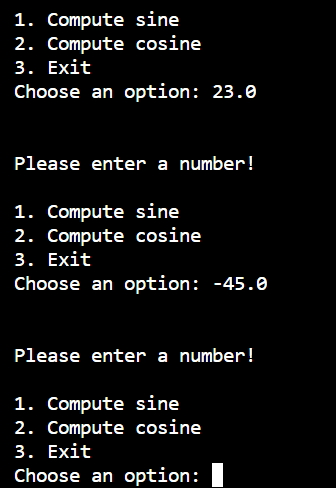 1. Compute sine
2. Compute cosine
3. Exit
Choose an option: 23.0
Please enter a number!
1. Compute sine
2. Compute cosine
3. Exit
Choose an option: -45.0
Please enter a number!
1. Compute sine
2. Compute cosine
3. Exit
Choose an option: